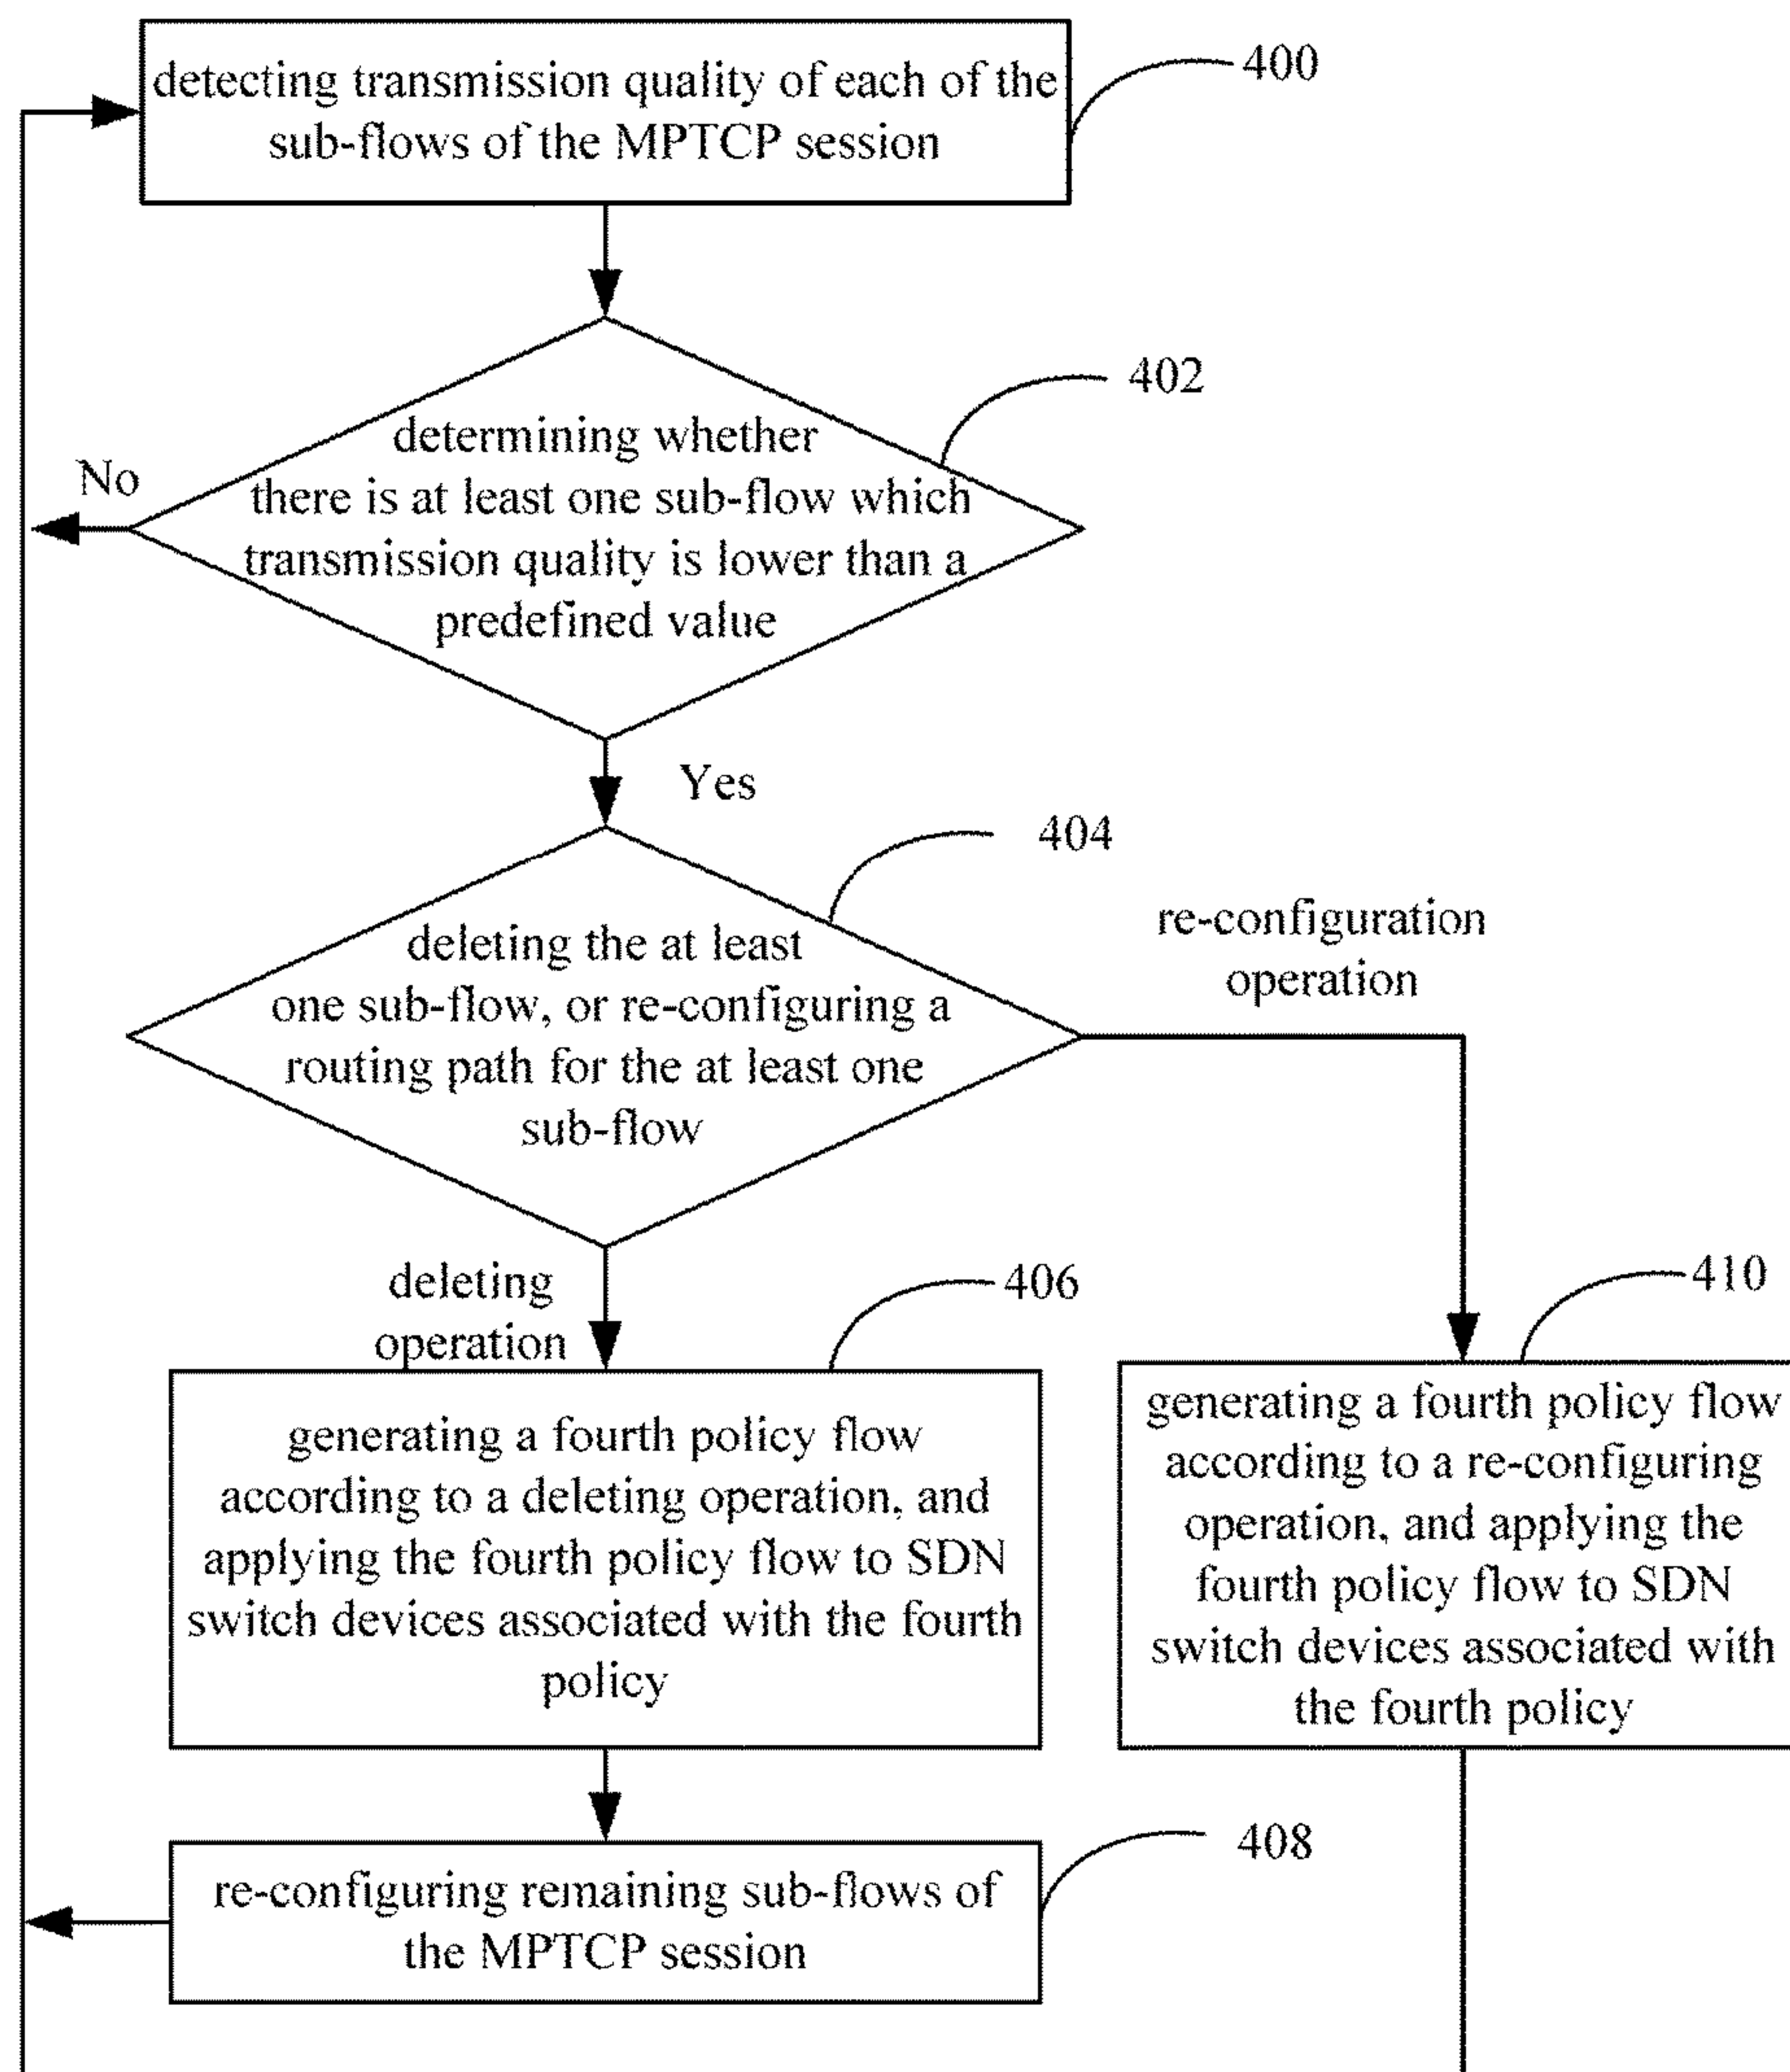 detecting transmission quality of each of the
sub-flows of the MPTCP session
400
402
determining whether
there is at least one sub-flow which
transmission quality is lower than a
predefined value
No
Yes
404
deleting the at least
one sub-flow, or re-configuring a
routing path for the at least one
sub-flow
re-configuration
operation
deleting
operation
406
410
generating a fourth policy flow
according to a deleting operation, and
applying the fourth policy flow to SDN
switch devices associated with the fourth
policy
generating a fourth policy flow
according to a re-configuring
operation, and applying the
fourth policy flow to SDN
switch devices associated with
the fourth policy
408
re-configuring remaining sub-flows of
the MPTCP session